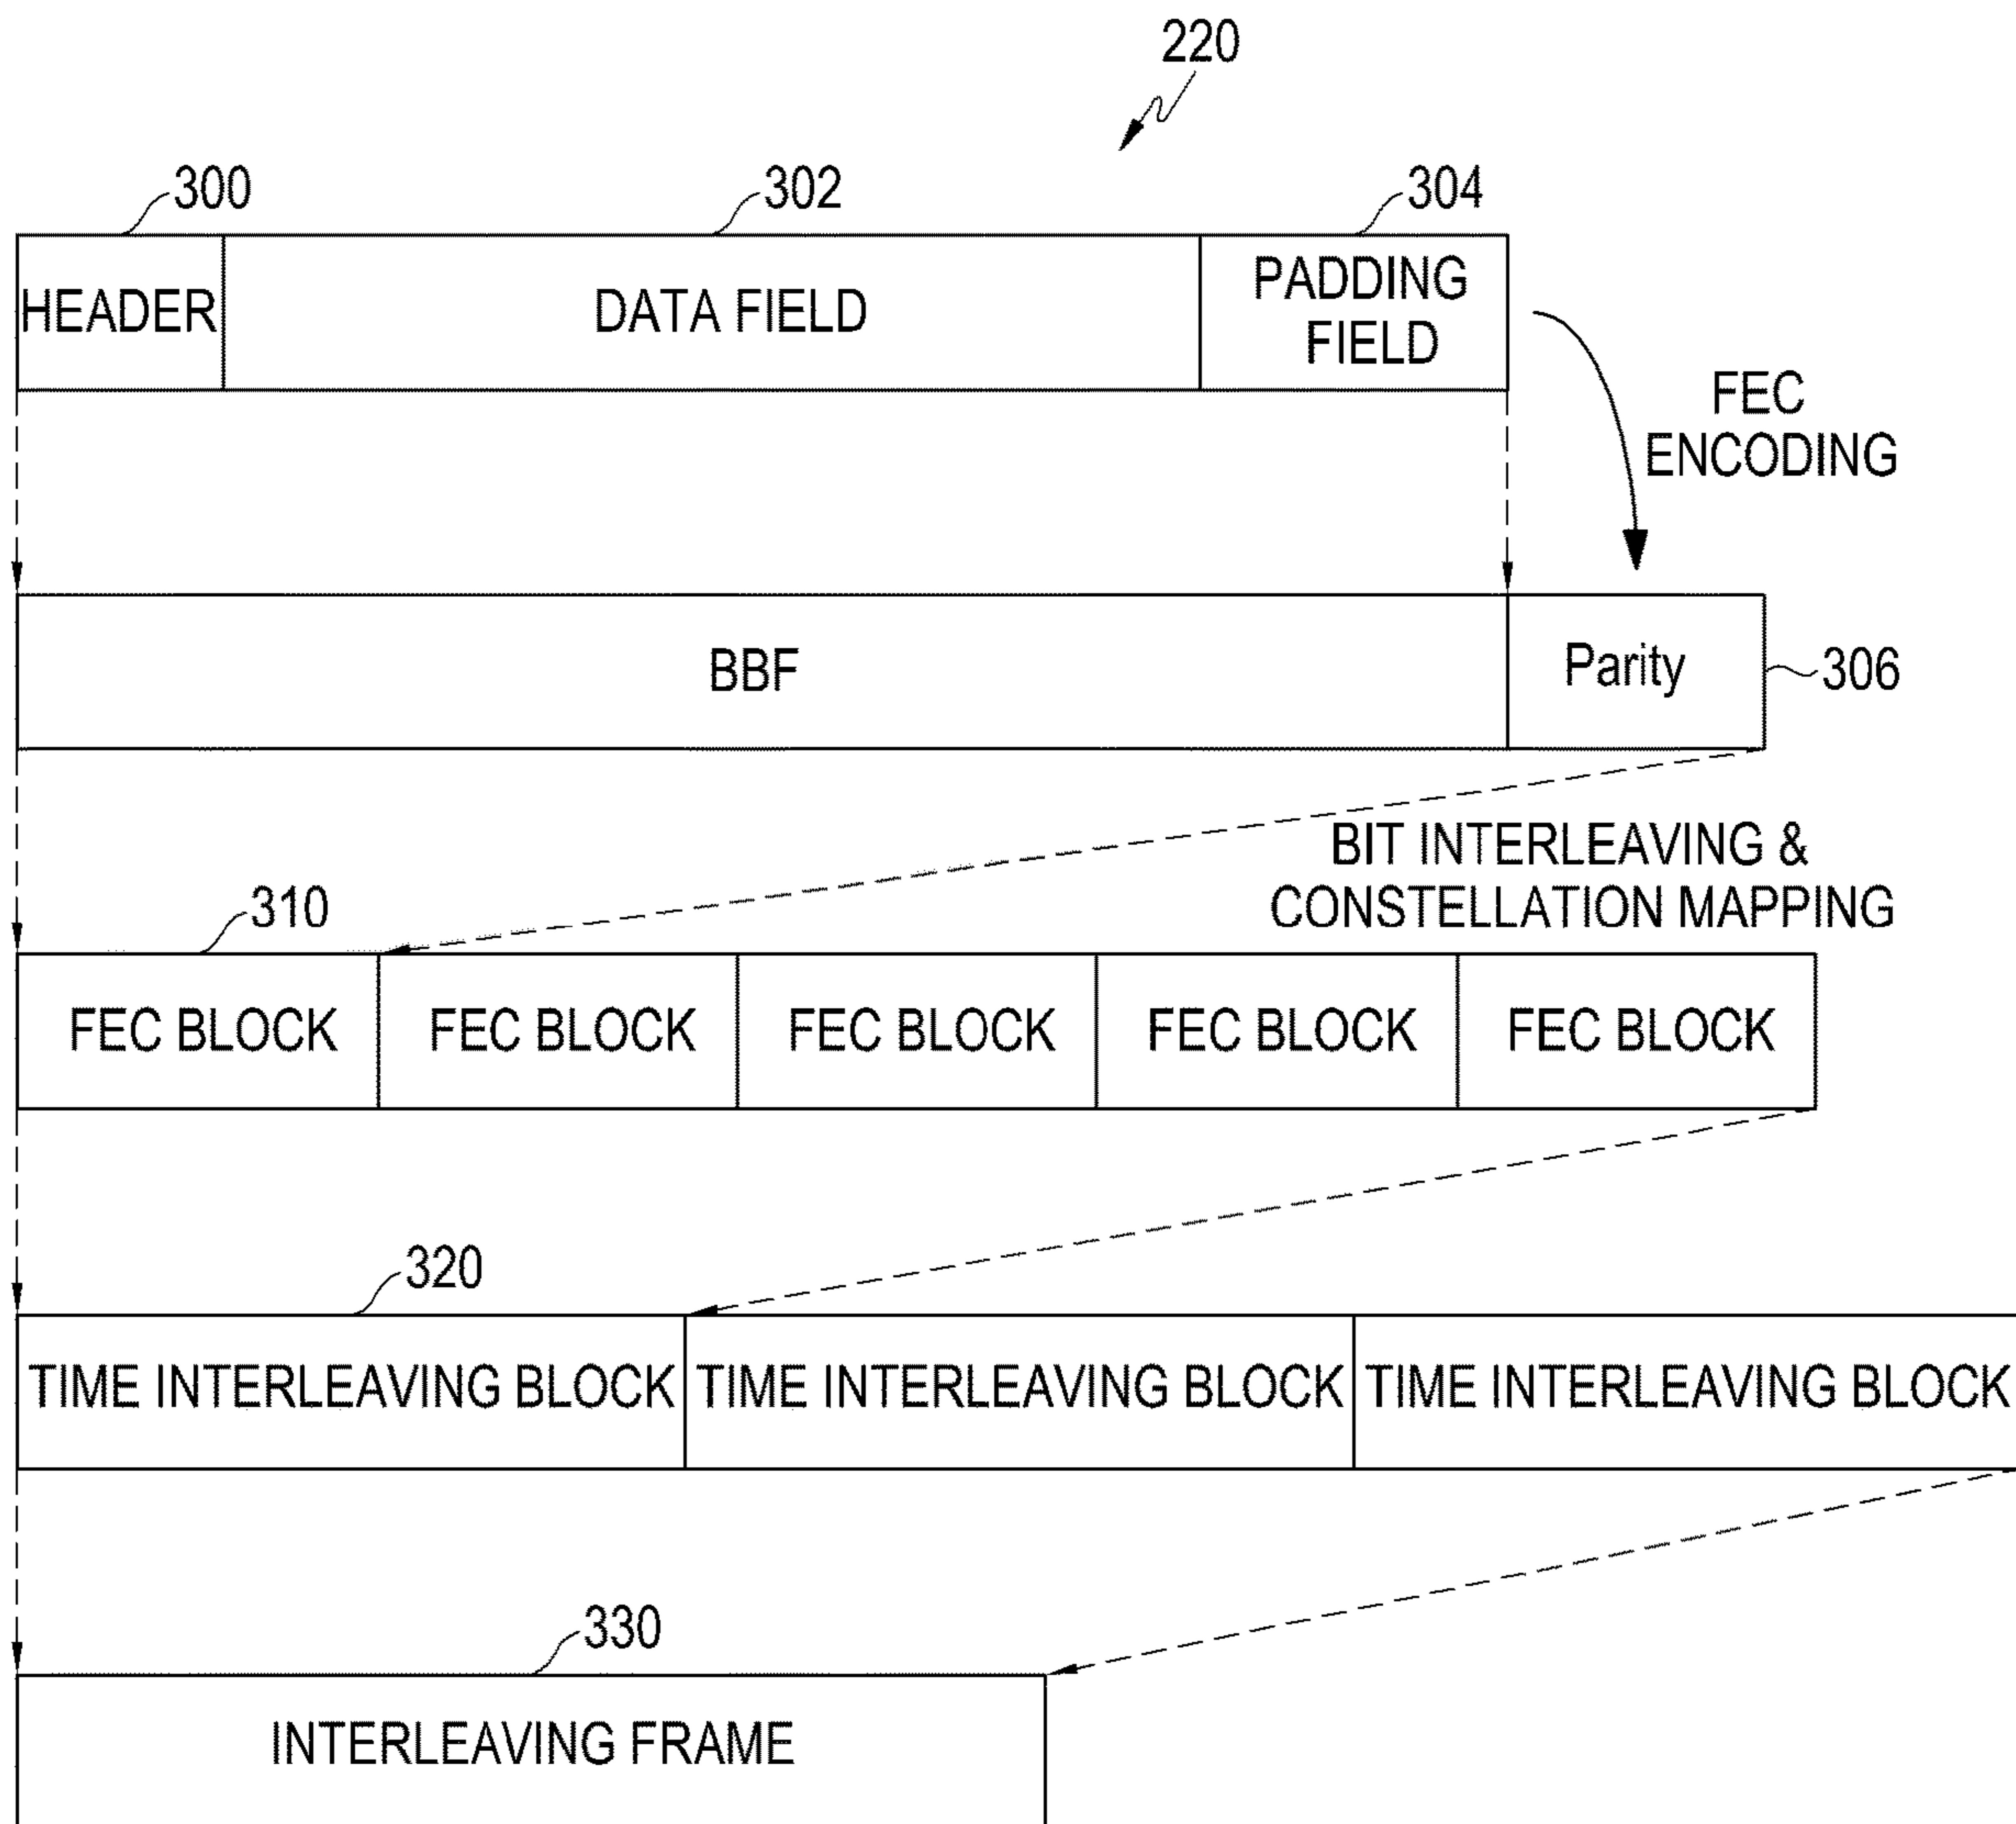 220
300
302
304
HEADER
DATA FIELD
PADDING
FIELD
FEC
ENCODING
BBF
Parity
306
BIT INTERLEAVING &
CONSTELLATION MAPPING
310
FEC BLOCK
FEC BLOCK
FEC BLOCK
FEC BLOCK
FEC BLOCK
320
TIME INTERLEAVING BLOCK
TIME INTERLEAVING BLOCK
TIME INTERLEAVING BLOCK
330
INTERLEAVING FRAME